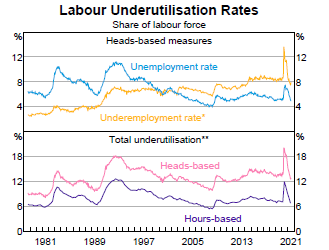 Labour Underutilisation Rates
Share of labour force
% Heads-based measures %
12 12
Unemployment rate
8 8
4 4
Underemployment rate*
% Total underutilisation** %
18 18
Heads-based
12 12
6 6
Hours-based
0 0
1981 1989 1997 2005 2013 2021